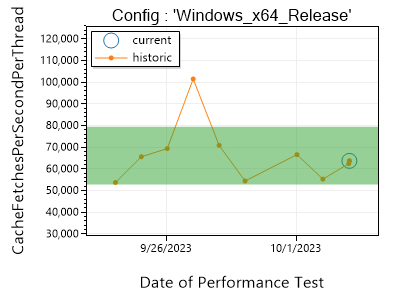 Config : 'Windows_x64_Release'
current
historic
CacheFetchesPerSecondPerThread
120,000
110,000
100,000
90,000
80,000
70,000
60,000
50,000
40,000
30,000
9/26/2023
10/1/2023
Date of Performance Test